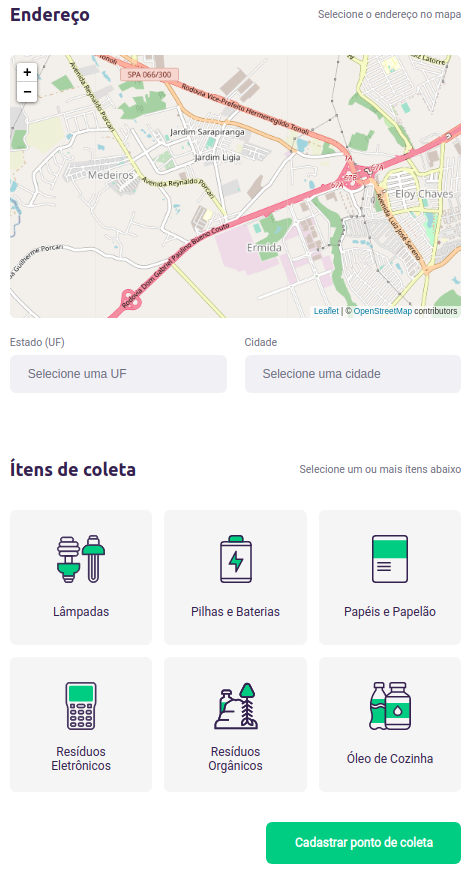 Endereço
Selecione o endereço no mapa
+
−
SPA 066/300
Rodovia Vice-Prefeito Hermenegildo Tonoli
Avenida Reynaldo Porcari
Jardim Sarapiranga
Jardim Ligia
Medeiros
Avenida Reynaldo Porcari
1A
67B
67A
67A
Eloy Chaves
Avenida Luiz José Sereno
Ermida
Rodovia Dom Gabriel Paulino Bueno Couto
Guilherme Porcari
Leaflet | © OpenStreetMap contributors
Estado (UF)
Cidade
Selecione uma UF
Selecione uma cidade
Ítens de coleta
Selecione um ou mais ítens abaixo
Lâmpadas
Pilhas e Baterias
Papéis e Papelão
Resíduos
Eletrônicos
Resíduos
Orgânicos
Óleo de Cozinha
Cadastrar ponto de coleta